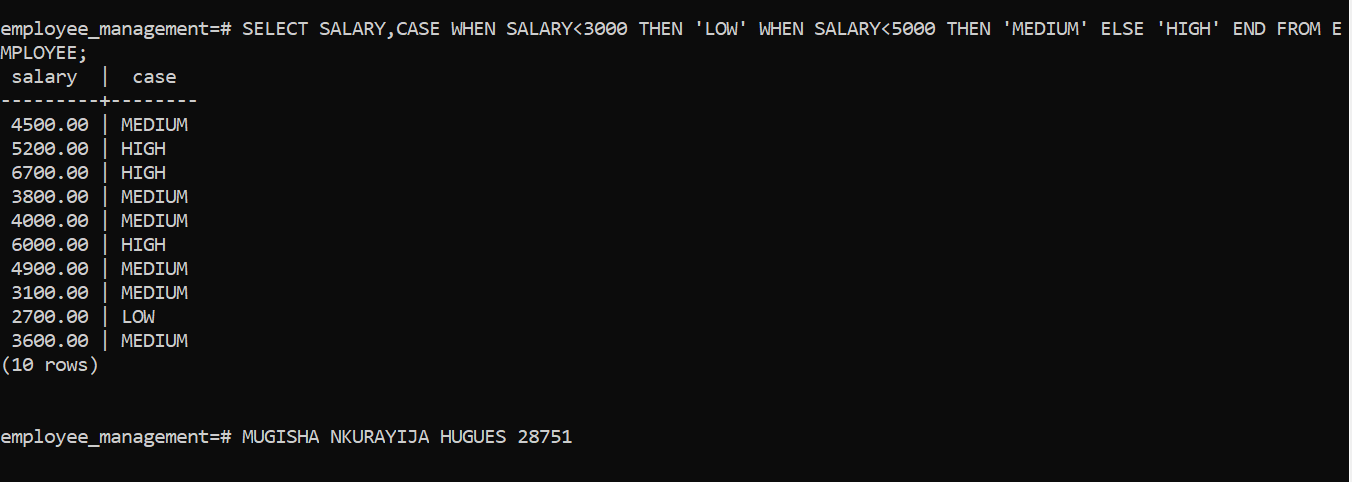 employee_management=# SELECT SALARY,CASE WHEN SALARY<3000 THEN 'LOW' WHEN SALARY<5000 THEN 'MEDIUM' ELSE 'HIGH' END FROM E
MPLOYEE;
 salary  |  case
---------+--------
 4500.00 | MEDIUM
 5200.00 | HIGH
 6700.00 | HIGH
 3800.00 | MEDIUM
 4000.00 | MEDIUM
 6000.00 | HIGH
 4900.00 | MEDIUM
 3100.00 | MEDIUM
 2700.00 | LOW
 3600.00 | MEDIUM
(10 rows)
employee_management=# MUGISHA NKURAYIJA HUGUES 28751